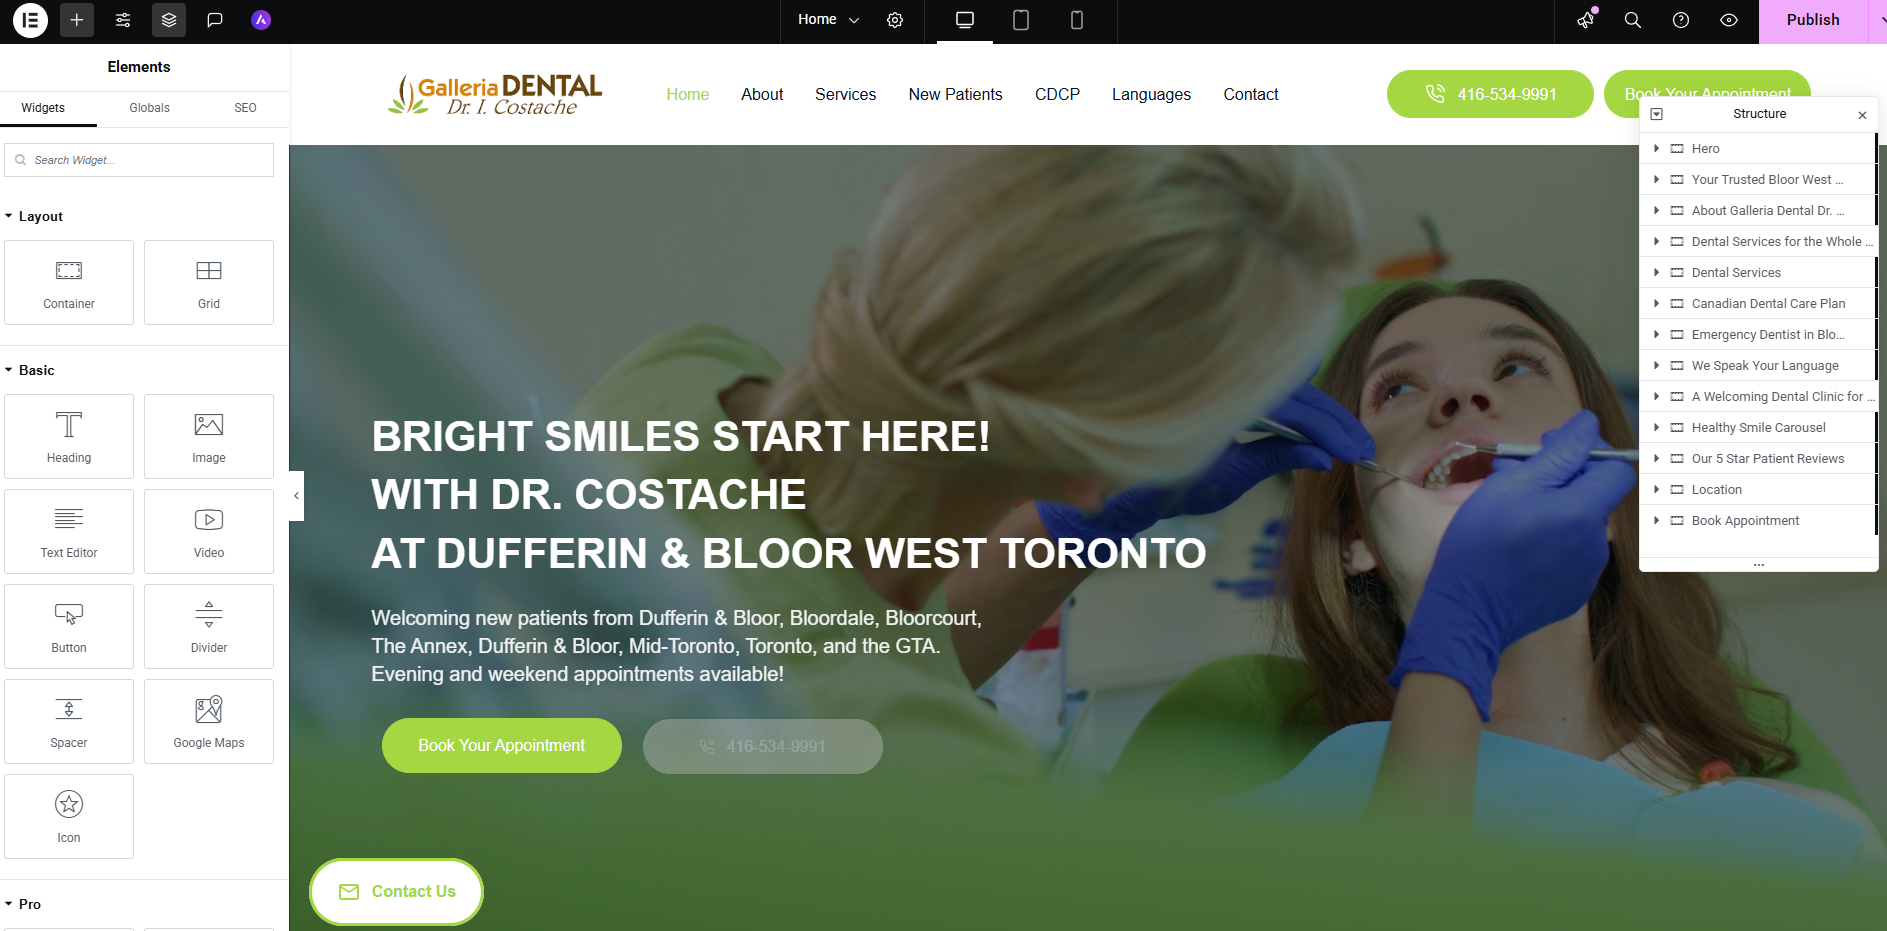 Home
Publish
Elements
Widgets
Globals
SEO
Search Widget...
Layout
Container
Grid
Basic
Heading
Image
Text Editor
Video
Button
Divider
Spacer
Google Maps
Icon
Pro
Galleria DENTAL
Dr. I. Costache
Home
About
Services
New Patients
CDCP
Languages
Contact
416-534-9991
Book Your Appointment
BRIGHT SMILES START HERE!
WITH DR. COSTACHE
AT DUFFERIN & BLOOR WEST TORONTO
Welcoming new patients from Dufferin & Bloor, Bloordale, Bloorcourt,
The Annex, Dufferin & Bloor, Mid-Toronto, Toronto, and the GTA.
Evening and weekend appointments available!
Book Your Appointment
416-534-9991
Contact Us
Structure
Hero
Your Trusted Bloor West ...
About Galleria Dental Dr. ...
Dental Services for the Whole ...
Dental Services
Canadian Dental Care Plan
Emergency Dentist in Blo...
We Speak Your Language
A Welcoming Dental Clinic for ...
Healthy Smile Carousel
Our 5 Star Patient Reviews
Location
Book Appointment
...